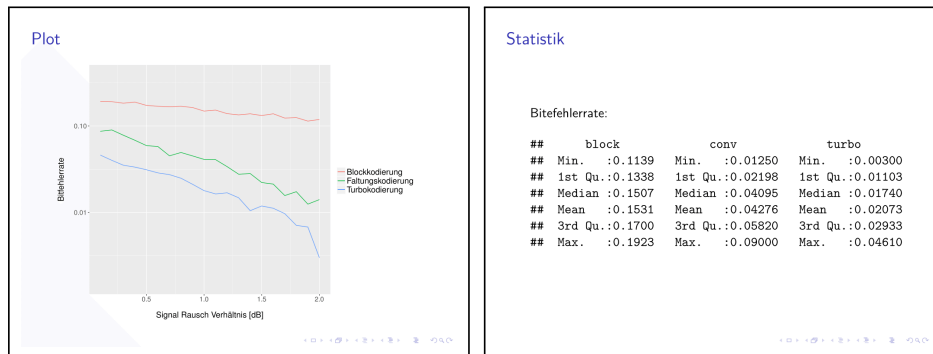 Plot
Bitfehlerrate
0.10
0.01
0.5 1.0 1.5 2.0
Signal Rausch Verhältnis [dB]
Blockkodierung
Faltungskodierung
Turbokodierung
Statistik
Bitefehlerrate:
## block conv turbo
## Min. :0.1139 Min. :0.01250 Min. :0.00300
## 1st Qu.:0.1338 1st Qu.:0.02198 1st Qu.:0.01103
## Median :0.1507 Median :0.04095 Median :0.01740
## Mean :0.1531 Mean :0.04276 Mean :0.02073
## 3rd Qu.:0.1700 3rd Qu.:0.05820 3rd Qu.:0.02933
## Max. :0.1923 Max. :0.09000 Max. :0.04610